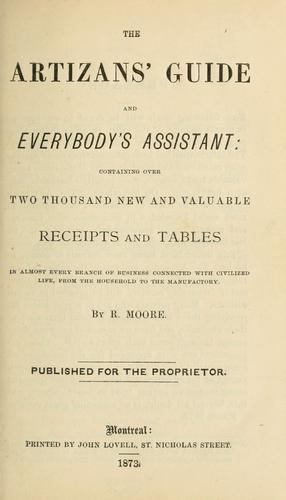 THE
ARTIZANS' GUIDE
AND
EVERYBODY'S ASSISTANT:
CONTAINING OVER
TWO THOUSAND NEW AND VALUABLE
RECEIPTS AND TABLES
IN ALMOST EVERY BRANCH OF BUSINESS CONNECTED WITH CIVILIZED
LIFE, FROM THE HOUSEHOLD TO THE MANUFACTORY.
By R. MOORE.
PUBLISHED FOR THE PROPRIETOR.
Montreal:
PRINTED BY JOHN LOVELL, ST. NICHOLAS STREET.
1873.